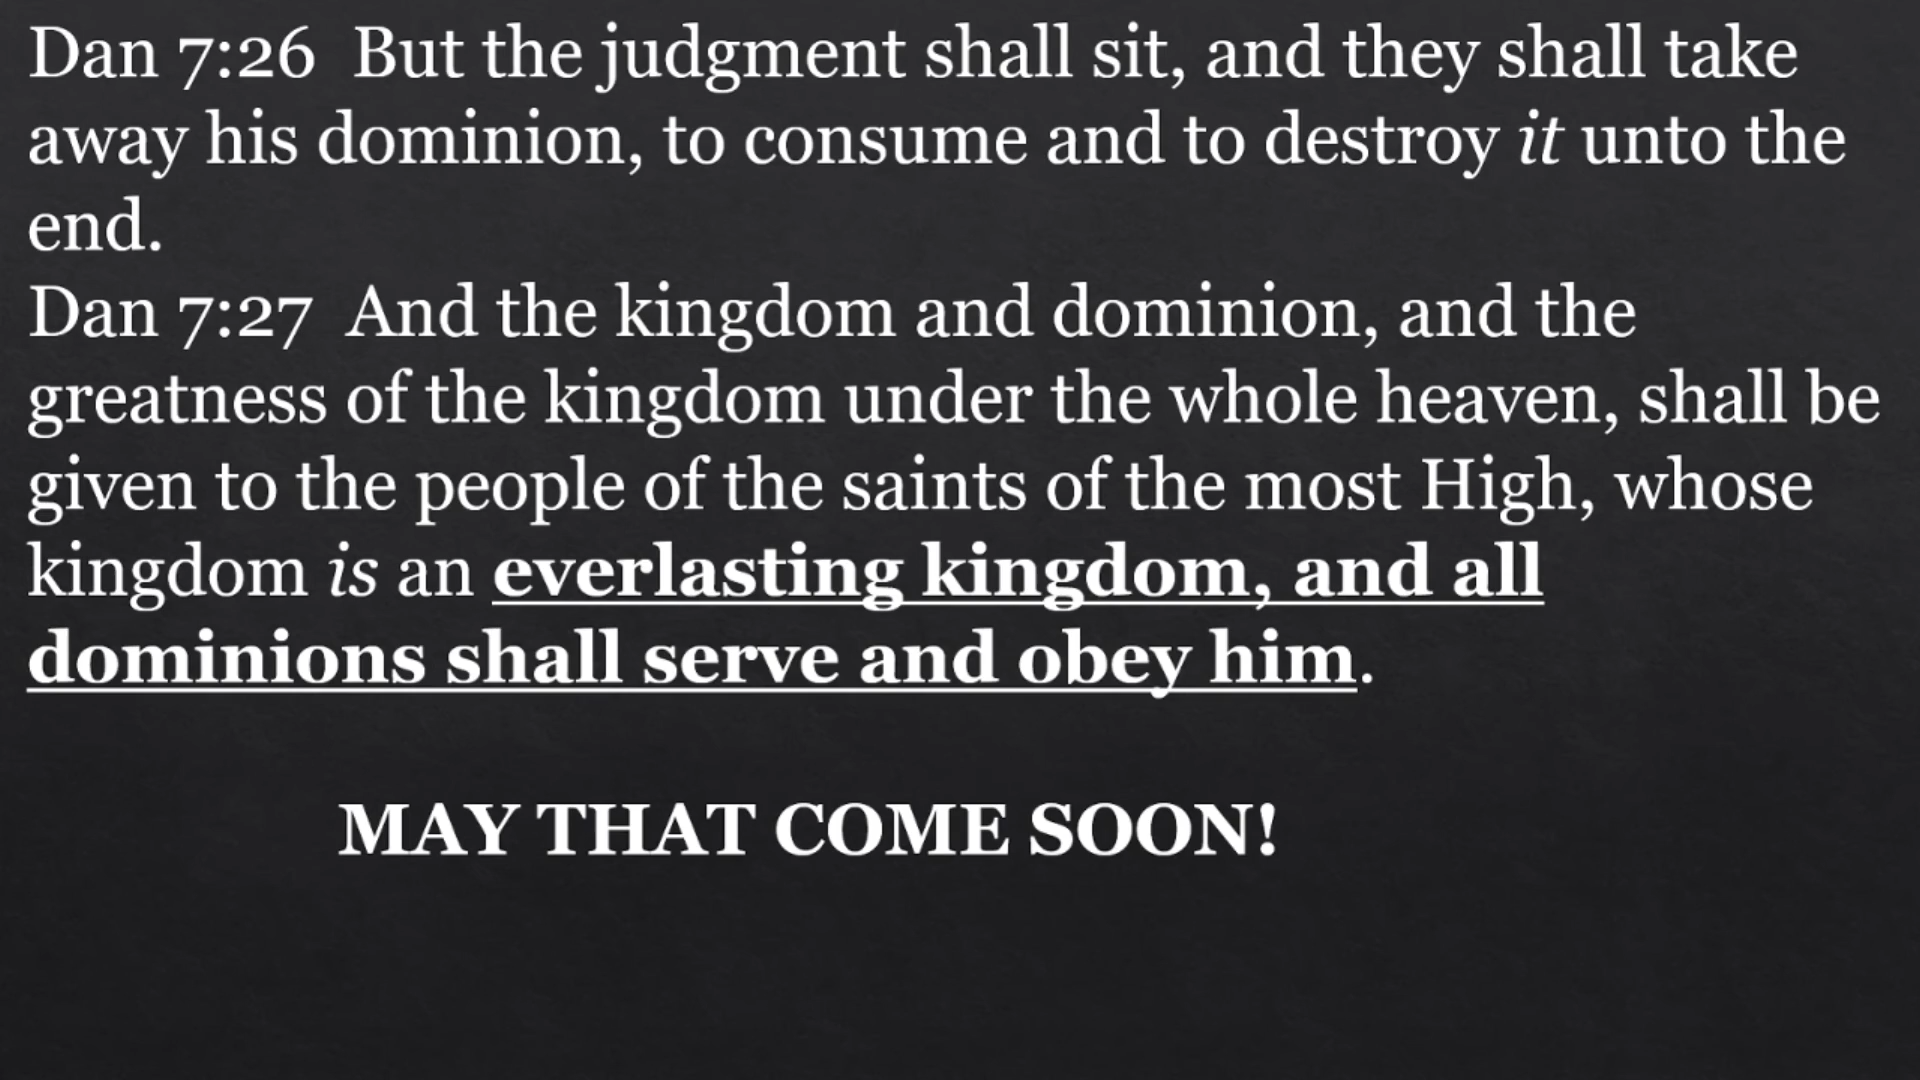 Dan 7:26  But the judgment shall sit, and they shall take
away his dominion, to consume and to destroy it unto the
end.
Dan 7:27  And the kingdom and dominion, and the
greatness of the kingdom under the whole heaven, shall be
given to the people of the saints of the most High, whose
kingdom is an everlasting kingdom, and all
dominions shall serve and obey him.
MAY THAT COME SOON!